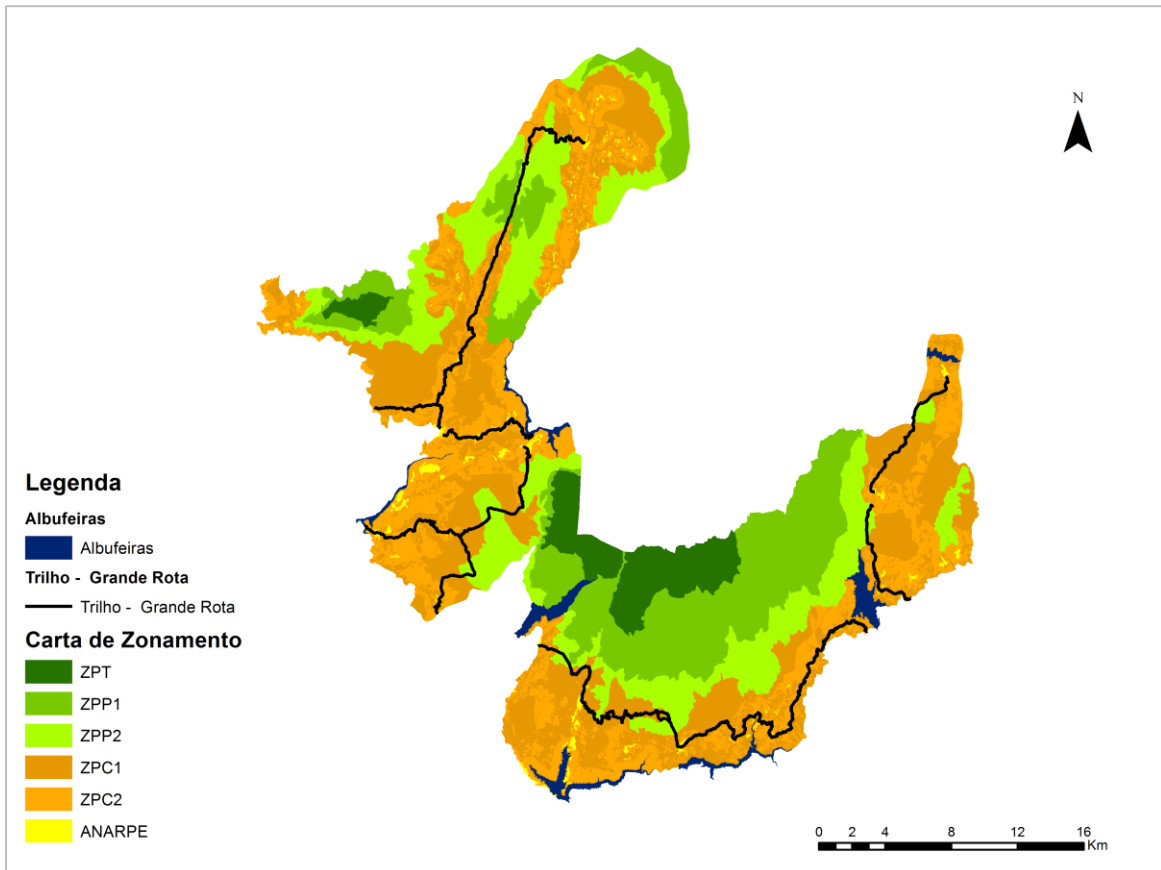 N
Legenda
Albufeiras
Albufeiras
Trilho - Grande Rota
Trilho - Grande Rota
Carta de Zonamento
ZPT
ZPP1
ZPP2
ZPC1
ZPC2
ANARPE
0 2 4 8 12 16
Km